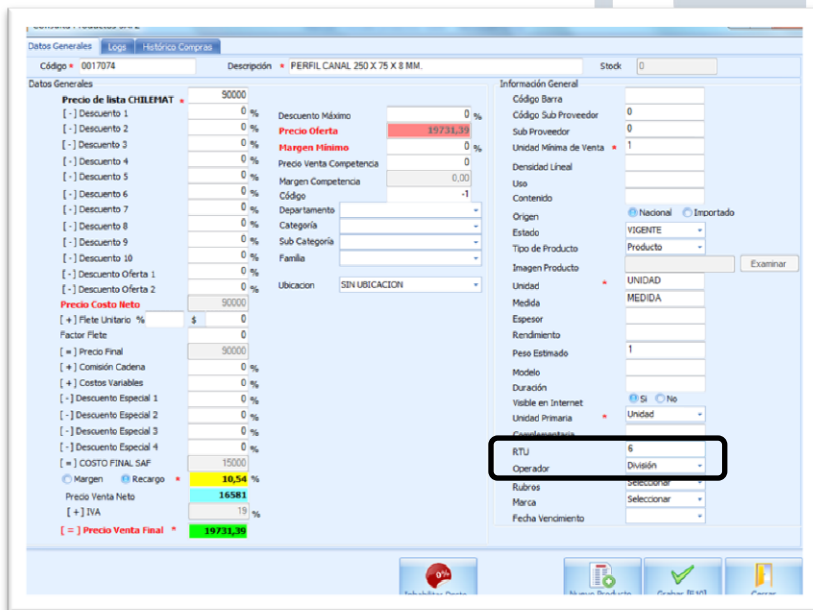 Datos Generales Logs Histórico Compras
Código * 0017074 Descripción * PERFIL CANAL 250 X 75 X 8 MM. Stock 0
Datos Generales
Precio de lista CHILEMAT * 90000
[ - ] Descuento 1 0 %
[ - ] Descuento 2 0 %
[ - ] Descuento 3 0 %
[ - ] Descuento 4 0 %
[ - ] Descuento 5 0 %
[ - ] Descuento 6 0 %
[ - ] Descuento 7 0 %
[ - ] Descuento 8 0 %
[ - ] Descuento 9 0 %
[ - ] Descuento 10 0 %
[ - ] Descuento Oferta 1 0 %
[ - ] Descuento Oferta 2 0 %
Precio Costo Neto 90000
[ + ] Flete Unitario % $ 0
Factor Flete 0
[ = ] Precio Final 90000
[ + ] Comisión Cadena 0 %
[ + ] Costos Variables 0 %
[ - ] Descuento Especial 1 0 %
[ - ] Descuento Especial 2 0 %
[ - ] Descuento Especial 3 0 %
[ - ] Descuento Especial 4 0 %
[ = ] COSTO FINAL SAF 15000
Margen Recargo * 10,54 %
Precio Venta Neto 16581
[ + ] IVA 19 %
[ = ] Precio Venta Final * 19731,39
Descuento Máximo 0 %
Precio Oferta 19731,39
Margen Mínimo 0 %
Precio Venta Competencia 0
Margen Competencia 0,00
Código -1
Departamento
Categoría
Sub Categoría
Familia
Ubicacion SIN UBICACION
Información General
Código Barra
Código Sub Proveedor 0
Sub Proveedor 0
Unidad Mínima de Venta * 1
Densidad Líneal
Uso
Contenido
Origen Nacional Importado
Estado VIGENTE
Tipo de Producto Producto
Imagen Producto Examinar
Unidad * UNIDAD
Medida MEDIDA
Espesor
Rendimiento
Peso Estimado 1
Modelo
Duración
Visible en Internet Si No
Unidad Primaria * Unidad
RTU 6
Operador División
Rubros Seleccionar
Marca Seleccionar
Fecha Vencimiento
0%